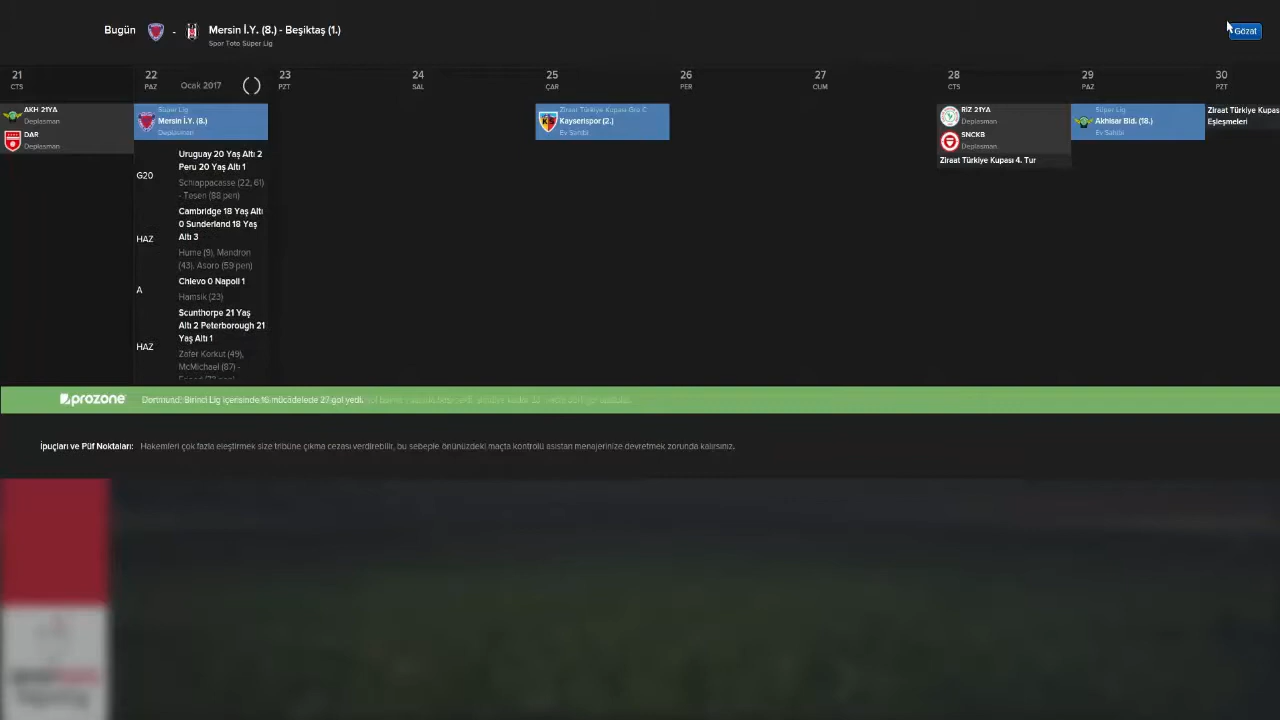 Bugün
Mersin İ.Y. (8.) - Beşiktaş (1.)
Spor Toto Süper Lig
Gözat
21
CTS
22
PAZ
Ocak 2017
23
PZT
24
SAL
25
ÇAR
26
PER
27
CUM
28
CTS
29
PAZ
30
PZT
AKH 21YA
Deplasman
DAR
Deplasman
Süper Lig
Mersin İ.Y. (8.)
Deplasman
Ziraat Türkiye Kupası Gru C
Kayserispor (2.)
Ev Sahibi
RIZ 21YA
Deplasman
SNCKB
Deplasman
Ziraat Türkiye Kupası 4. Tur
Süper Lig
Akhisar Bld. (18.)
Ev Sahibi
Ziraat Türkiye Kupas
Eşleşmeleri
G20
Uruguay 20 Yaş Altı 2
Peru 20 Yaş Altı 1
Schiappacasse (22, 61)
- Tesen (88 pen)
HAZ
Cambridge 18 Yaş Altı
0 Sunderland 18 Yaş
Altı 3
Hume (9), Mandron
(43), Asoro (59 pen)
A
Chievo 0 Napoli 1
Hamsik (23)
HAZ
Scunthorpe 21 Yaş
Altı 2 Peterborough 21
Yaş Altı 1
Zafer Korkut (49),
McMichael (87) -
prozone
Dortmund: Birinci Lig içerisinde 16 mücadelede 27 gol yedi.
İpuçları ve Püf Noktaları: Hakemleri çok fazla eleştirmek size tribüne çıkma cezası verdirebilir, bu sebeple önünüzdeki maçta kontrolü asistan menajerinize devretmek zorunda kalırsınız.